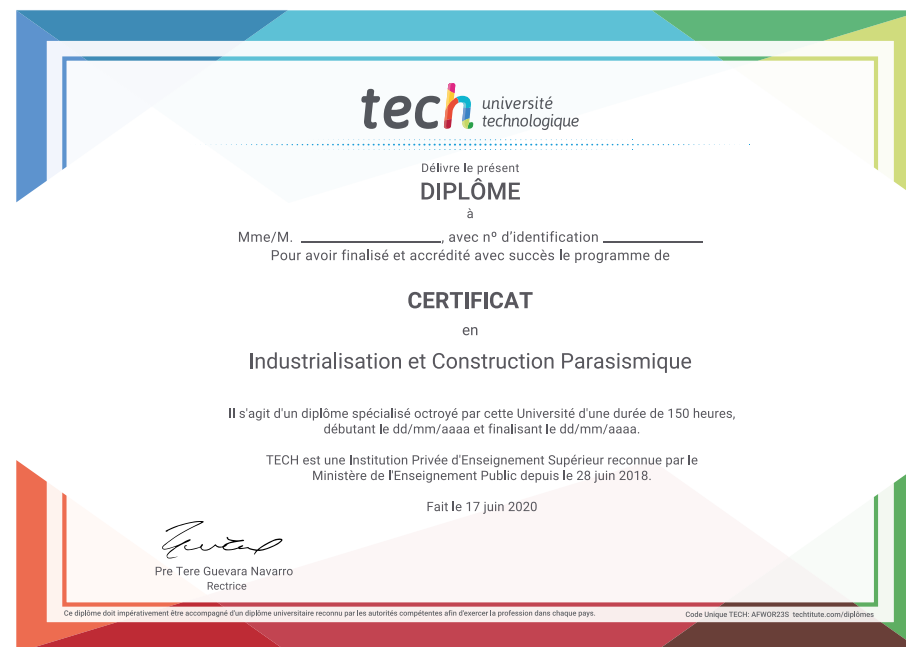 tech université
technologique
Délivre le présent
DIPLÔME
à
Mme/M. ____________________, avec nº d'identification ______________
Pour avoir finalisé et accrédité avec succès le programme de
CERTIFICAT
en
Industrialisation et Construction Parasismique
Il s'agit d'un diplôme spécialisé octroyé par cette Université d'une durée de 150 heures,
débutant le dd/mm/aaaa et finalisant le dd/mm/aaaa.
TECH est une Institution Privée d'Enseignement Supérieur reconnue par le
Ministère de l'Enseignement Public depuis le 28 juin 2018.
Fait le 17 juin 2020
Pre Tere Guevara Navarro
Rectrice
Ce diplôme doit impérativement être accompagné d'un diplôme universitaire reconnu par les autorités compétentes afin d'exercer la profession dans chaque pays.
Code Unique TECH: AFWOR23S techtitute.com/diplômes